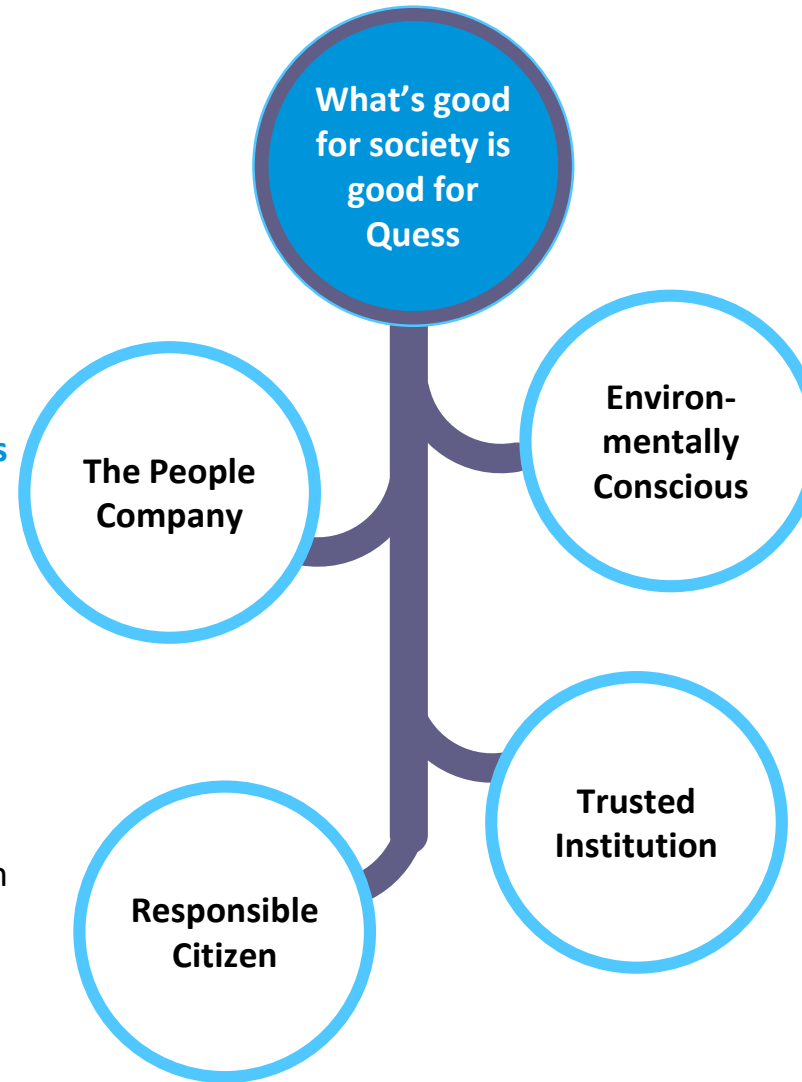 What's good
for society is
good for
Quess
Environ-
mentally
Conscious
s
The People
Company
Trusted
Institution
n
Responsible
Citizen